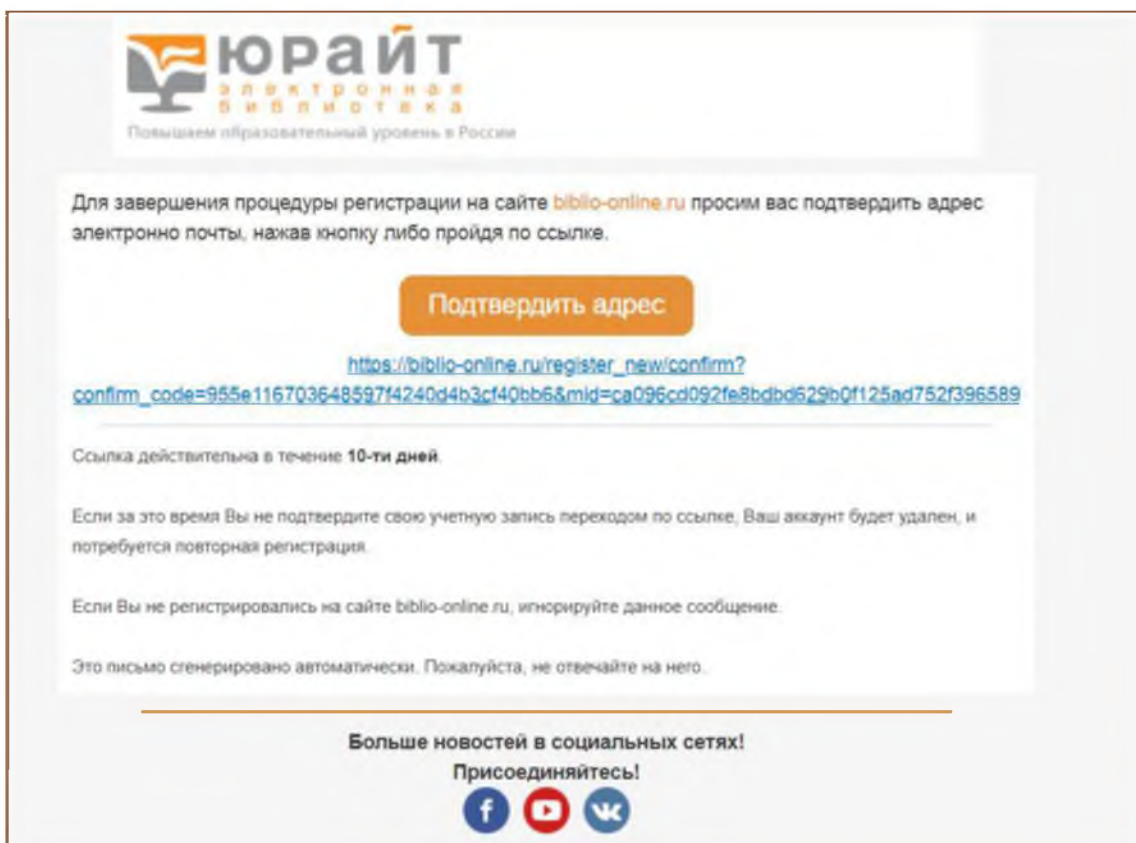 Юрайт
электронная
библиотека
Повышаем образовательный уровень в России
Для завершения процедуры регистрации на сайте biblio-online.ru просим вас подтвердить адрес
электронно почты, нажав кнопку либо пройдя по ссылке.
Подтвердить адрес
https://biblio-online.ru/register_new/confirm?
confirm_code=955e116703648597f4240d4b3cf40bb6&mid=ca096cd092fe8bdbd629b0f125ad752f396589
Ссылка действительна в течение 10-ти дней.
Если за это время Вы не подтвердите свою учетную запись переходом по ссылке, Ваш аккаунт будет удален, и
потребуется повторная регистрация.
Если Вы не регистрировались на сайте biblio-online.ru, игнорируйте данное сообщение.
Это письмо сгенерировано автоматически. Пожалуйста, не отвечайте на него.
Больше новостей в социальных сетях!
Присоединяйтесь!